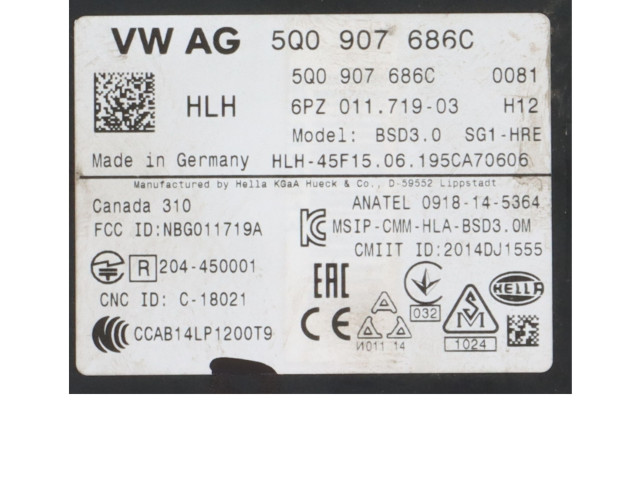 VW AG 5Q0 907 686C
5Q0 907 686C 0081
HLH 6PZ 011.719-03 H12
Model: BSD3.0 SG1-HRE
Made in Germany HLH-45F15.06.195CA70606
Manufactured by Hella KGaA Hueck & Co., D-59552 Lippstadt
Canada 310 ANATEL 0918-14-5364
FCC ID:NBG011719A MSIP-CMM-HLA-BSD3.0M
CMIIT ID:2014DJ1555
R 204-450001
EAC HELLA
CNC ID: C-18021
032
CE SM
CCAB14LP1200T9 И011 14 1024